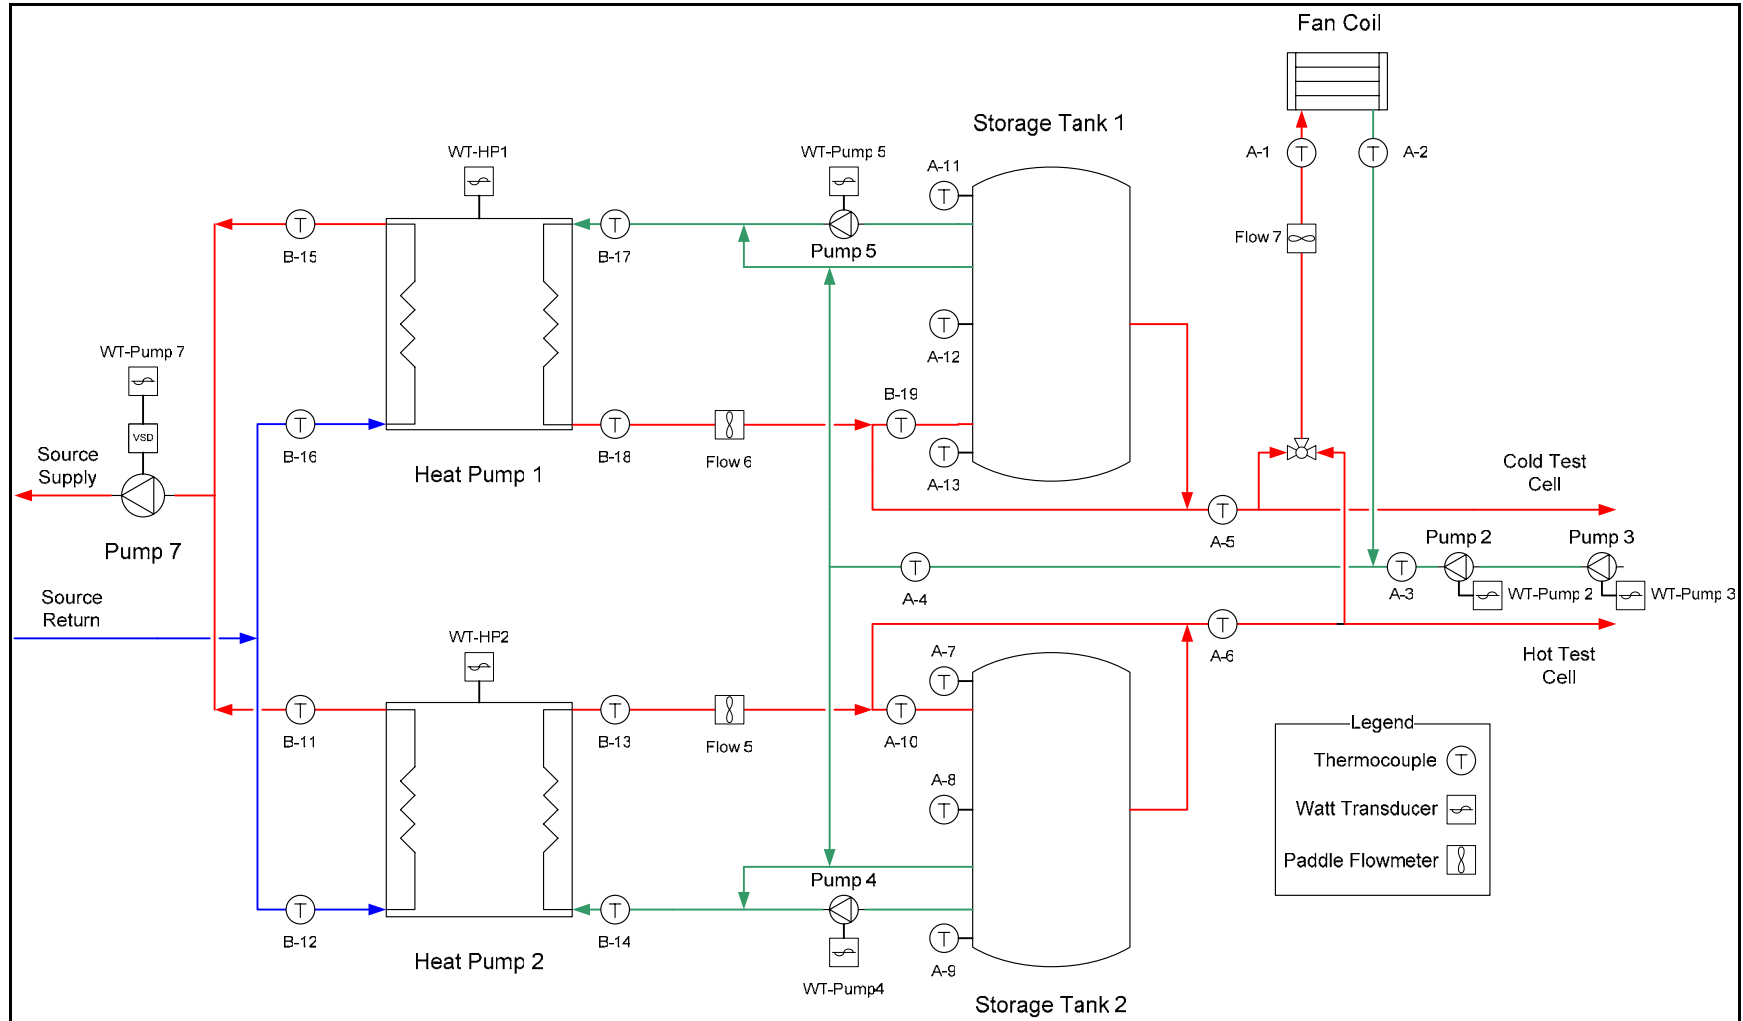 Fan Coil
Storage Tank 1
WT-HP1
WT-Pump 5
A-11
A-1
T
T
A-2
T
T
T
B-15
B-17
Pump 5
Flow 7
T
A-12
WT-Pump 7
B-19
VSD
T
T
T
B-16
B-18
Flow 6
T
A-13
Source
Supply
Heat Pump 1
Cold Test
Cell
T
A-5
Pump 7
Pump 2
Pump 3
T
A-4
T
A-3
WT-Pump 2
WT-Pump 3
Source
Return
WT-HP2
T
A-6
A-7
T
Hot Test
Cell
T
B-11
T
B-13
Flow 5
T
A-10
Legend
Thermocouple T
Watt Transducer
Paddle Flowmeter
A-8
T
Pump 4
T
B-12
T
B-14
T
A-9
Heat Pump 2
WT-Pump4
Storage Tank 2